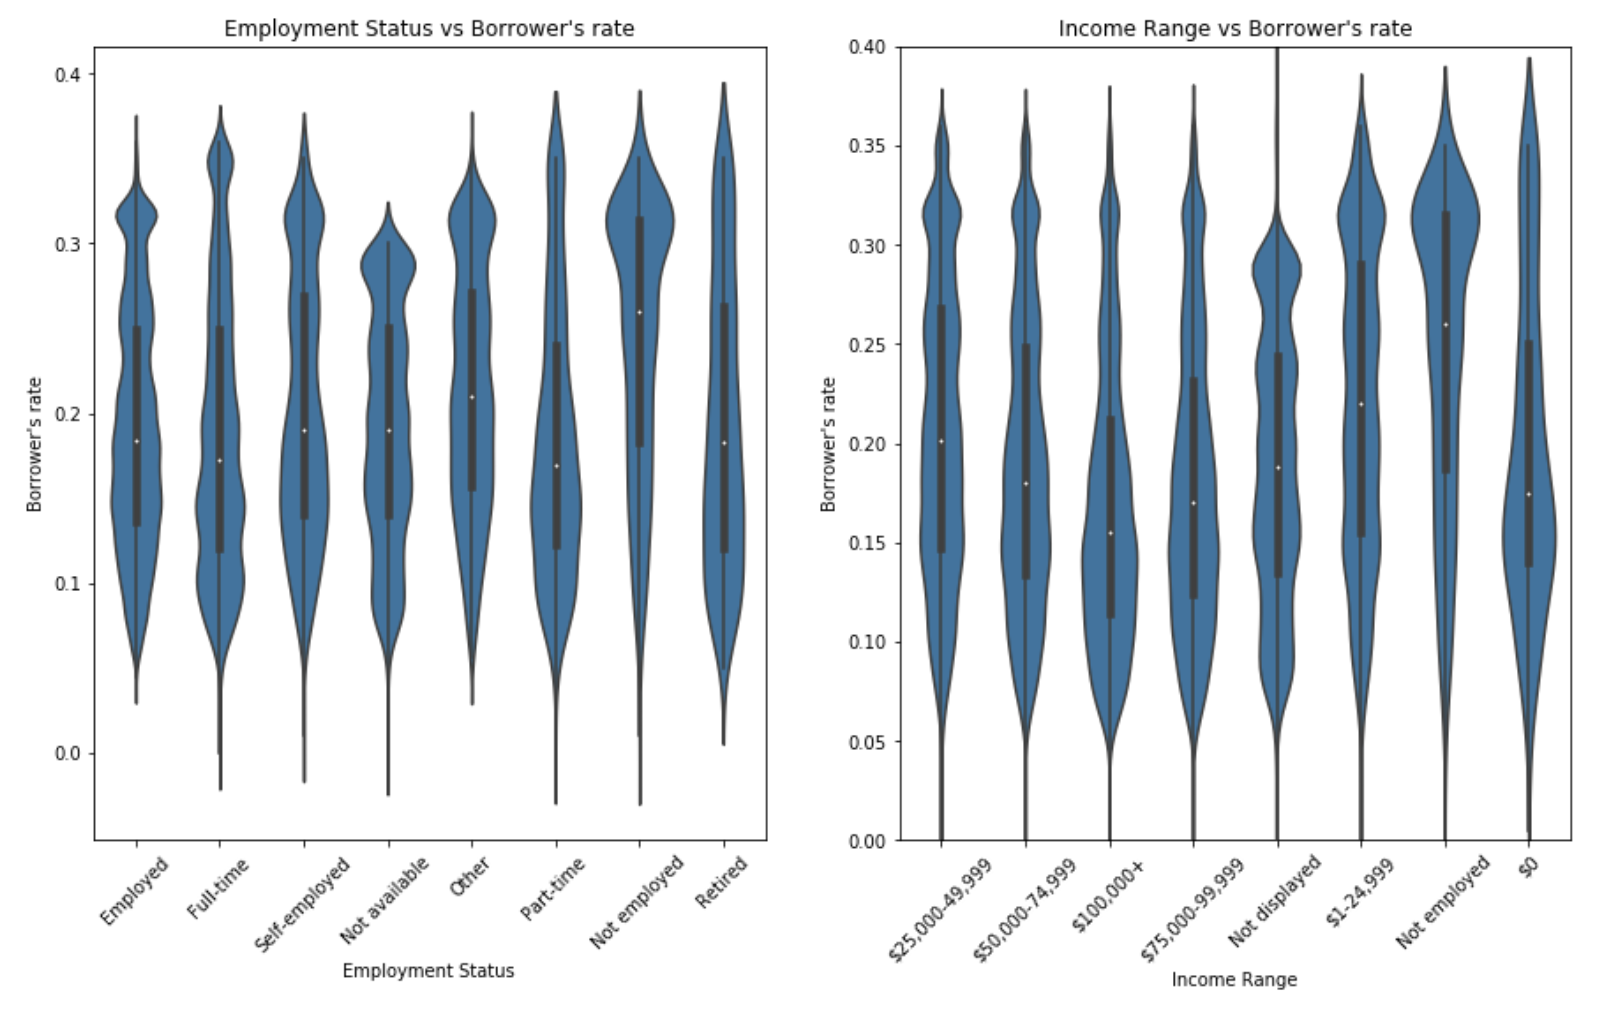 Employment Status vs Borrower's rate
0.4
0.3
0.2
0.1
0.0
Borrower's rate
Employed
Full-time
Self-employed
Not available
Other
Part-time
Not employed
Retired
Employment Status
Income Range vs Borrower's rate
0.40
0.35
0.30
0.25
0.20
0.15
0.10
0.05
0.00
Borrower's rate
$25,000-49,999
$50,000-74,999
$100,000+
$75,000-99,999
Not displayed
$1-24,999
Not employed
$0
Income Range